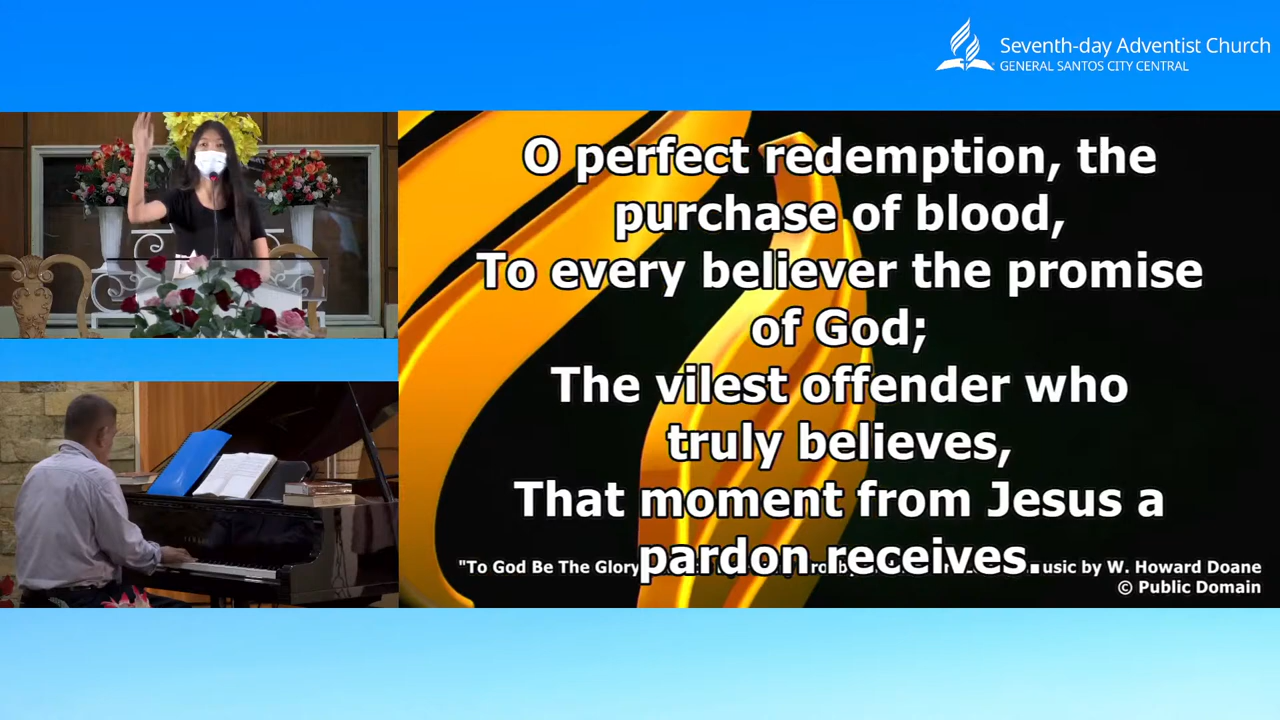 Seventh-day Adventist Church
GENERAL SANTOS CITY CENTRAL
O perfect redemption, the
purchase of blood,
To every believer the promise
of God;
The vilest offender who
truly believes,
That moment from Jesus a
pardon receives.
"To God Be The Glory usic by W. Howard Doane
© Public Domain